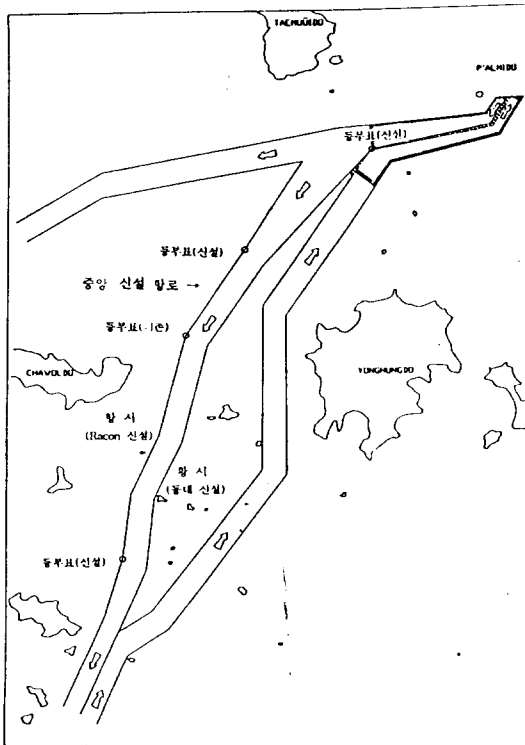 TAEMUŬIDO
P'ALMIDO
등부표(신설)
등부표(신설)
중앙 신설 항로 →
등부표(기존)
CHAWOLDO
YONGHUNGDO
항 시
(Racon 신설)
항 시
(등대 신설)
등부표(신설)